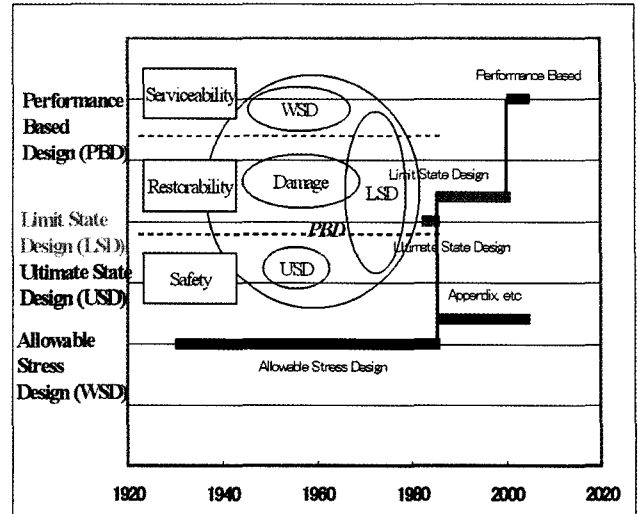 Performance Based
Serviceability
Performance
Based
Design (PBD)
WSD
Restorability
Damage
LSD
Limit State Design
Limit State
Design (LSD)
PBD
Ultimate State Design
Ultimate State
Design (USD)
Safety
USD
Appendix, etc
Allowable
Stress
Design (WSD)
Allowable Stress Design
1920
1940
1960
1980
2000
2020